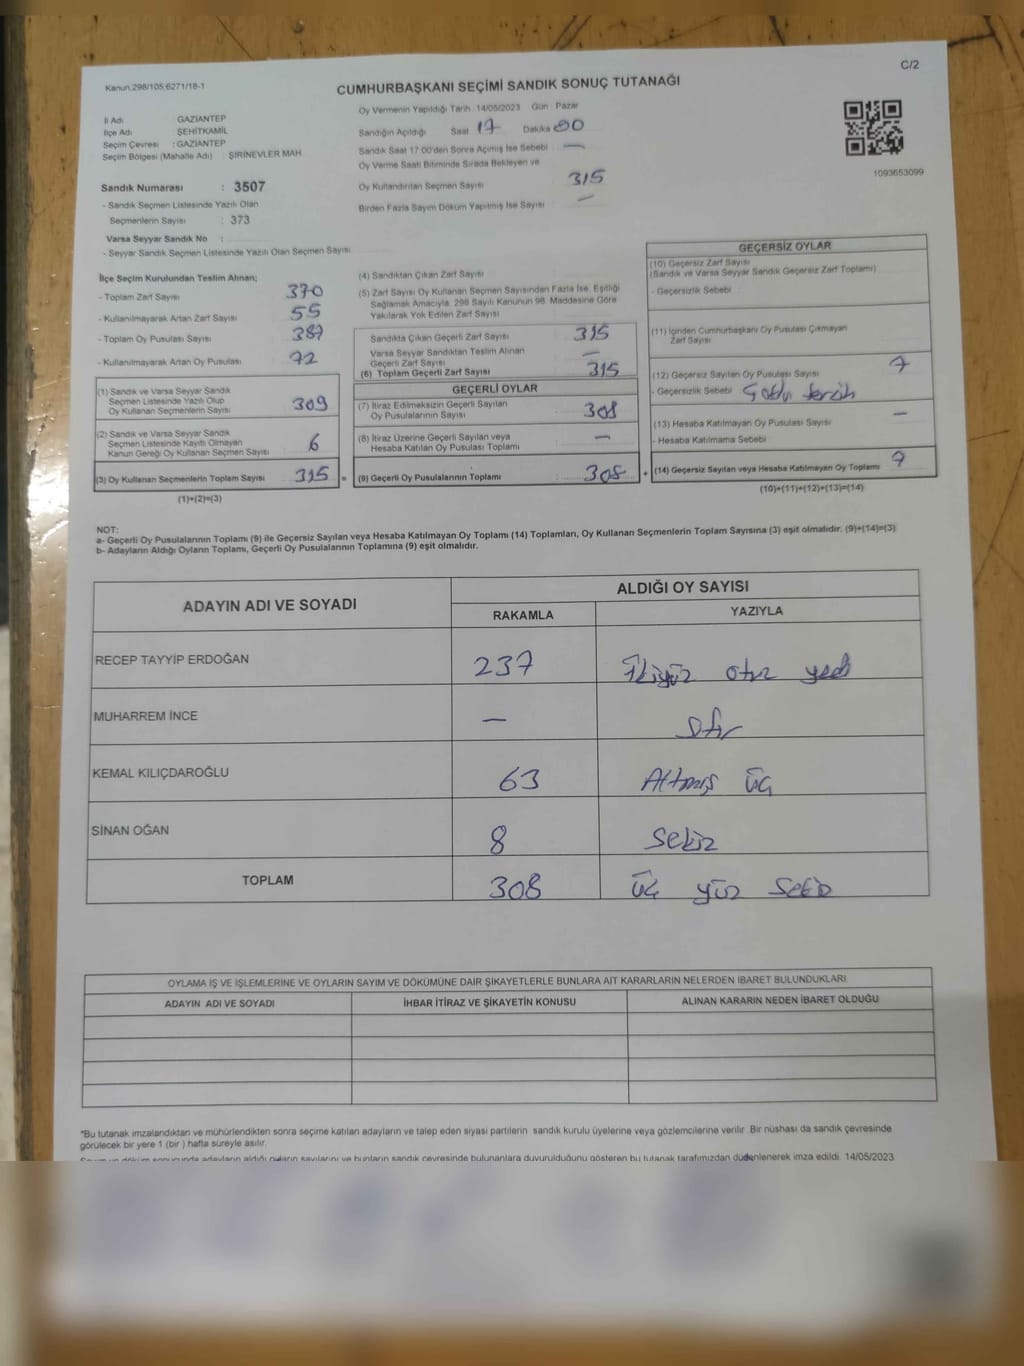 C/2
Kanun.298/105,6271/18-1
CUMHURBAŞKANI SEÇİMİ SANDIK SONUÇ TUTANAĞI
İl Adı GAZİANTEP
İlçe Adı ŞEHİTKAMİL
Seçim Çevresi : GAZİANTEP
Seçim Bölgesi (Mahalle Adı) ŞİRİNEVLER MAH
Sandık Numarası : 3507
- Sandık Seçmen Listesinde Yazılı Olan
Seçmenlerin Sayısı : 373
Varsa Seyyar Sandık No :
- Seyyar Sandık Seçmen Listesinde Yazılı Olan Seçmen Sayısı
Oy Vermenin Yapıldığı Tarih 14/05/2023 Gün : Pazar
Sandığın Açıldığı Saat 17 Dakika
Sandık Saat 17:00'den Sonra Açımış İse Sebebi —
Oy Verme Saati Bitiminde Sırada Bekleyen ve
Oy Kullandırılan Seçmen Sayısı 315
Birden Fazla Sayım Döküm Yapılmış İse Sayısı —
1093653099
İlçe Seçim Kurulundan Teslim Alınan;
- Toplam Zarf Sayısı 370
- Kullanılmayarak Artan Zarf Sayısı 55
- Toplam Oy Pusulası Sayısı 387
- Kullanılmayarak Artan Oy Pusulası 72
(1) Sandık ve Varsa Seyyar Sandık
Seçmen Listesinde Yazılı Olup
Oy Kullanan Seçmenlerin Sayısı 309
(2) Sandık ve Varsa Seyyar Sandık
Seçmen Listesinde Kayıtlı Olmayan
Kanun Gereği Oy Kullanan Seçmen Sayısı 6
(3) Oy Kullanan Seçmenlerin Toplam Sayısı 315 =
(1)+(2)=(3)
(4) Sandıktan Çıkan Zarf Sayısı
(5) Zarf Sayısı Oy Kullanan Seçmen Sayısından Fazla İse, Eşitliği
Sağlamak Amacıyla, 298 Sayılı Kanunun 98. Maddesine Göre
Yakılarak Yok Edilen Zarf Sayısı
Sandıkta Çıkan Geçerli Zarf Sayısı 315
Varsa Seyyar Sandıktan Teslim Alınan
Geçerli Zarf Sayısı —
(6) Toplam Geçerli Zarf Sayısı 315
GEÇERLİ OYLAR
(7) İtiraz Edilmeksizin Geçerli Sayılan
Oy Pusulalarının Sayısı 308
(8) İtiraz Üzerine Geçerli Sayılan veya
Hesaba Katılan Oy Pusulası Toplamı —
(9) Geçerli Oy Pusulalarının Toplamı 308 +
GEÇERSİZ OYLAR
(10) Geçersiz Zarf Sayısı
(Sandık ve Varsa Seyyar Sandık Geçersiz Zarf Toplamı)
- Geçersizlik Sebebi
(11) İçinden Cumhurbaşkanı Oy Pusulası Çıkmayan
Zarf Sayısı
(12) Geçersiz Sayılan Oy Pusulası Sayısı 7
- Geçersizlik Sebebi Çoklu tercih
(13) Hesaba Katılmayan Oy Pusulası Sayısı —
- Hesaba Katılmama Sebebi
(14) Geçersiz Sayılan veya Hesaba Katılmayan Oy Toplamı 7
(10)+(11)+(12)+(13)=(14)
NOT:
a- Geçerli Oy Pusulalarının Toplamı (9) ile Geçersiz Sayılan veya Hesaba Katılmayan Oy Toplamı (14) Toplamları, Oy Kullanan Seçmenlerin Toplam Sayısına (3) eşit olmalıdır. (9)+(14)=(3)
b- Adayların Aldığı Oyların Toplamı, Geçerli Oy Pusulalarının Toplamına (9) eşit olmalıdır.
ADAYIN ADI VE SOYADI ALDIĞI OY SAYISI
RAKAMLA YAZIYLA
RECEP TAYYİP ERDOĞAN 237 İkiyüz otuz yedi
MUHARREM İNCE — Sıfır
KEMAL KILIÇDAROĞLU 63 Altmış üç
SİNAN OĞAN 8 Sekiz
TOPLAM 308 üç yüz sekiz
OYLAMA İŞ VE İŞLEMLERİNE VE OYLARIN SAYIM VE DÖKÜMÜNE DAİR ŞİKAYETLERLE BUNLARA AİT KARARLARIN NELERDEN İBARET BULUNDUKLARI
ADAYIN ADI VE SOYADI İHBAR İTİRAZ VE ŞİKAYETİN KONUSU ALINAN KARARIN NEDEN İBARET OLDUĞU
*Bu tutanak imzalandıktan ve mühürlendikten sonra seçime katılan adayların ve talep eden siyasi partilerin sandık kurulu üyelerine veya gözlemcilerine verilir. Bir nüshası da sandık çevresinde
görülecek bir yere 1 (bir ) hafta süreyle asılır.
Sayım ve döküm sonucunda adayların aldığı oyların sayılarını ve bunların sandık çevresinde bulunanlara duyurulduğunu gösteren bu tutanak tarafımızdan düzenlenerek imza edildi. 14/05/2023